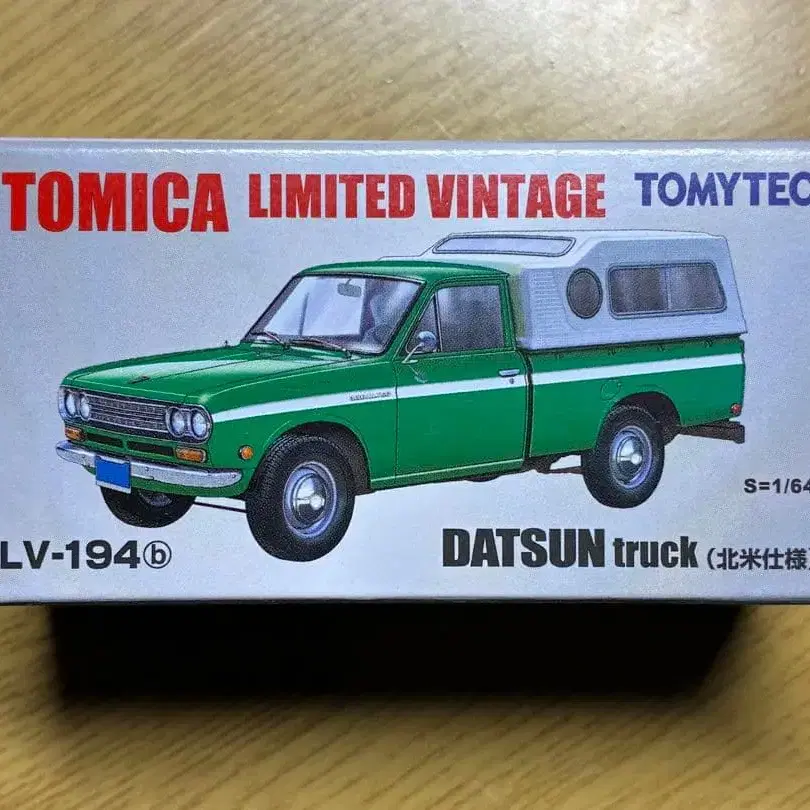 TOMICA LIMITED VINTAGE TOMYTEC
S=1/64
LV-194ⓑ DATSUN truck (北米仕様)